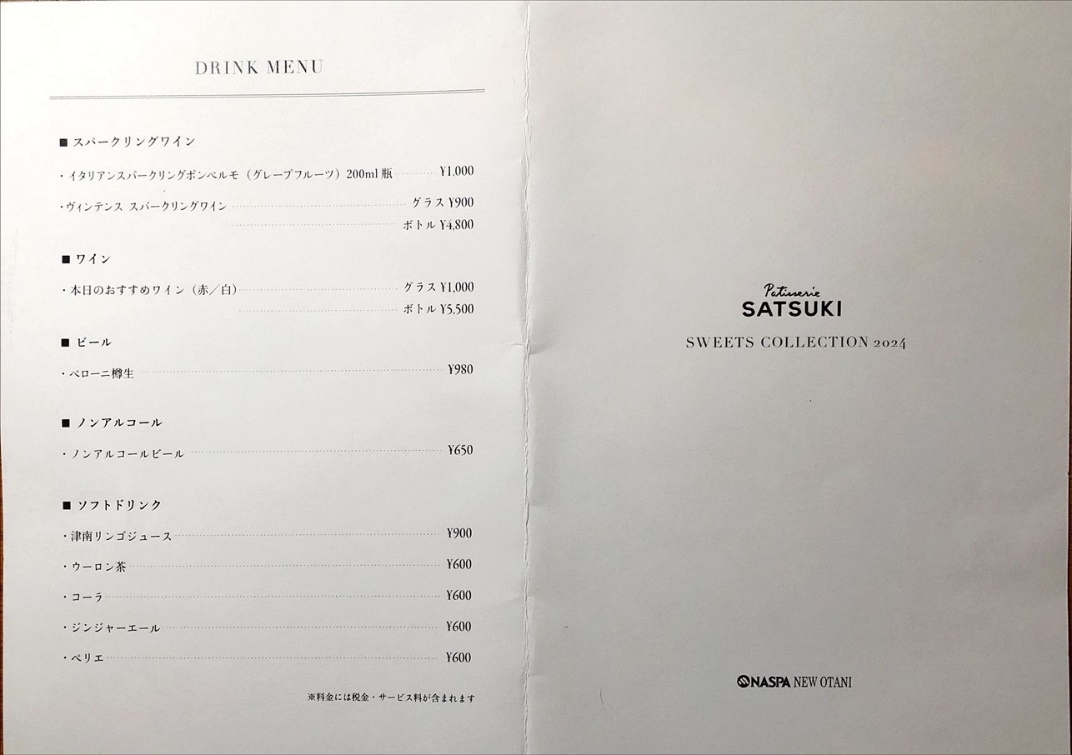 DRINK MENU
■ スパークリングワイン
・イタリアンスパークリングボンベルモ（グレープフルーツ）200ml 瓶 ¥1,000
・ヴィンテンス スパークリングワイン グラス ¥900
ボトル ¥4,800
■ ワイン
・本日のおすすめワイン（赤／白） グラス ¥1,000
ボトル ¥5,500
■ ビール
・ペローニ樽生 ¥980
■ ノンアルコール
・ノンアルコールビール ¥650
■ ソフトドリンク
・津南リンゴジュース ¥900
・ウーロン茶 ¥600
・コーラ ¥600
・ジンジャーエール ¥600
・ペリエ ¥600
※料金には税金・サービス料が含まれます
Patisserie
SATSUKI
SWEETS COLLECTION 2024
NASPA NEW OTANI